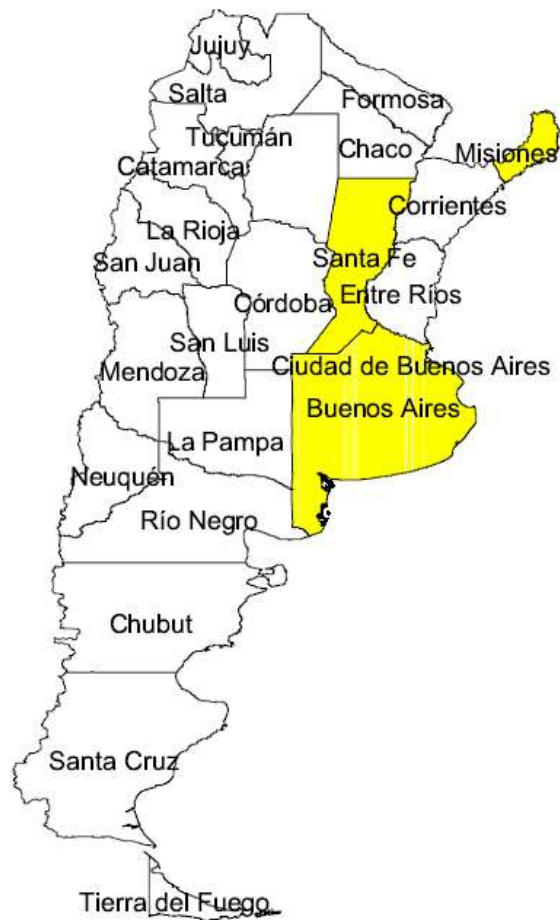 Jujuy
Salta
Formosa
Tucumán
Chaco
Misiones
Catamarca
Corrientes
La Rioja
Santa Fe
San Juan
Entre Ríos
Córdoba
San Luis
Ciudad de Buenos Aires
Mendoza
Buenos Aires
La Pampa
Neuquén
Río Negro
Chubut
Santa Cruz
Tierra del Fuego